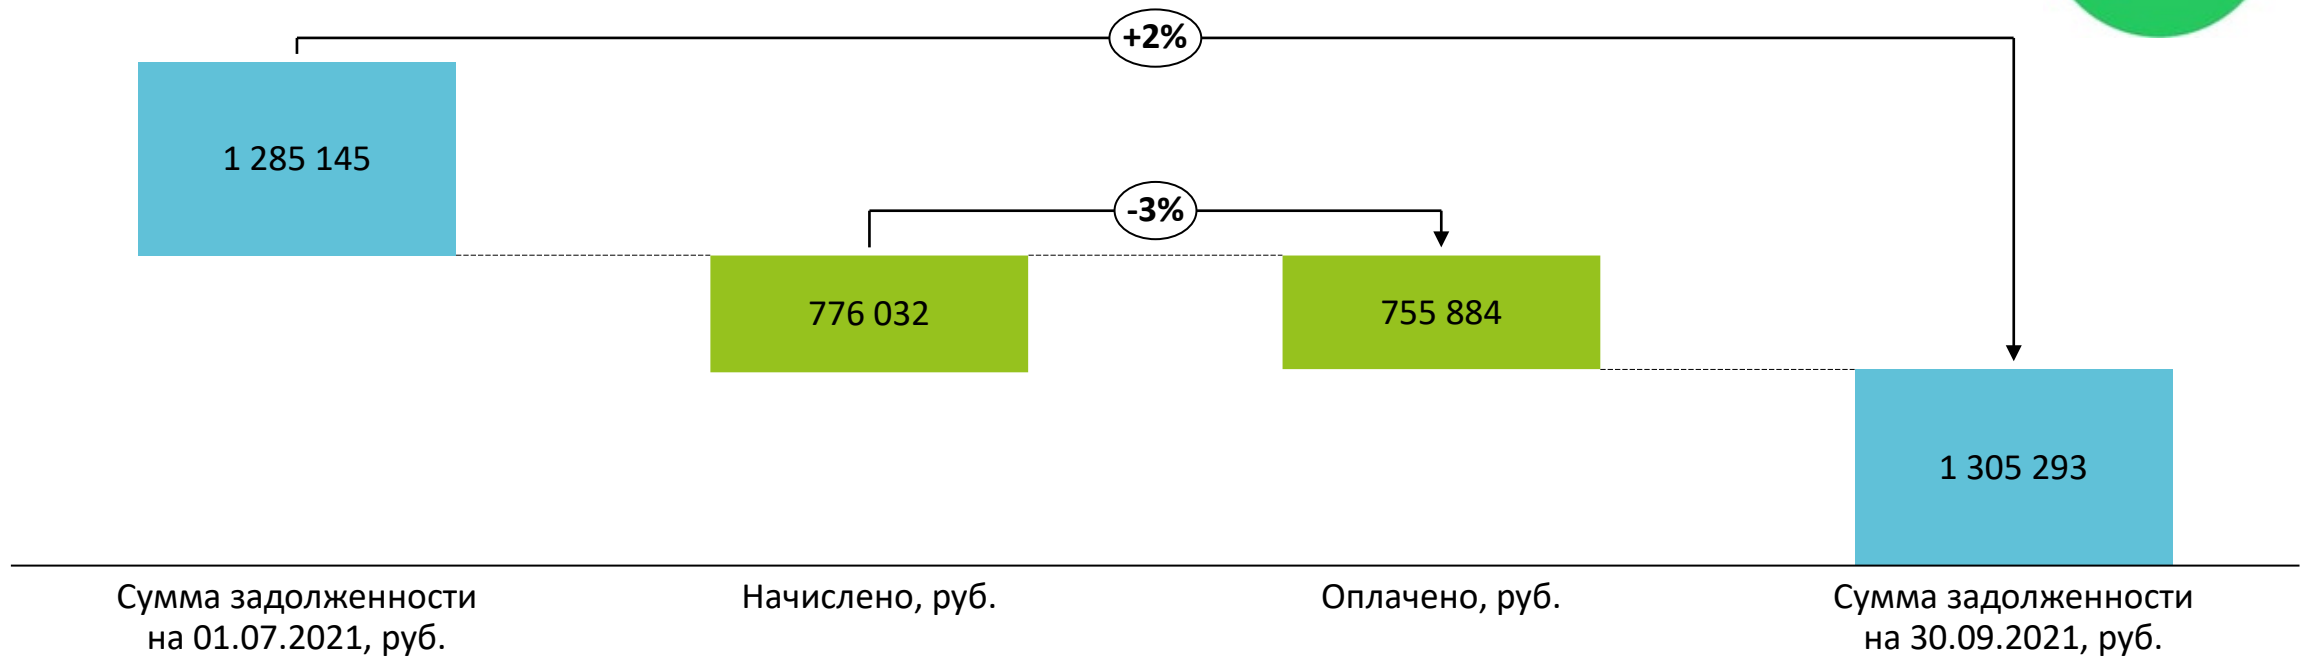 +2%
1 285 145
-3%
776 032
755 884
1 305 293
Сумма задолженности
на 01.07.2021, руб.
Начислено, руб.
Оплачено, руб.
Сумма задолженности
на 30.09.2021, руб.